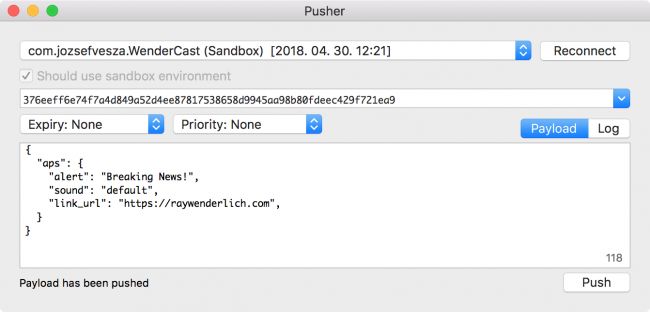 Pusher
com.jozsefvesza.WenderCast (Sandbox) [2018. 04. 30. 12:21]
Reconnect
Should use sandbox environment
376eeff6e74f7a4d849a52d4ee87817538658d9945aa98b80fdeec429f721ea9
Expiry: None
Priority: None
Payload
Log
{
  "aps": {
    "alert": "Breaking News!",
    "sound": "default",
    "link_url": "https://raywenderlich.com",
  }
}
118
Payload has been pushed
Push